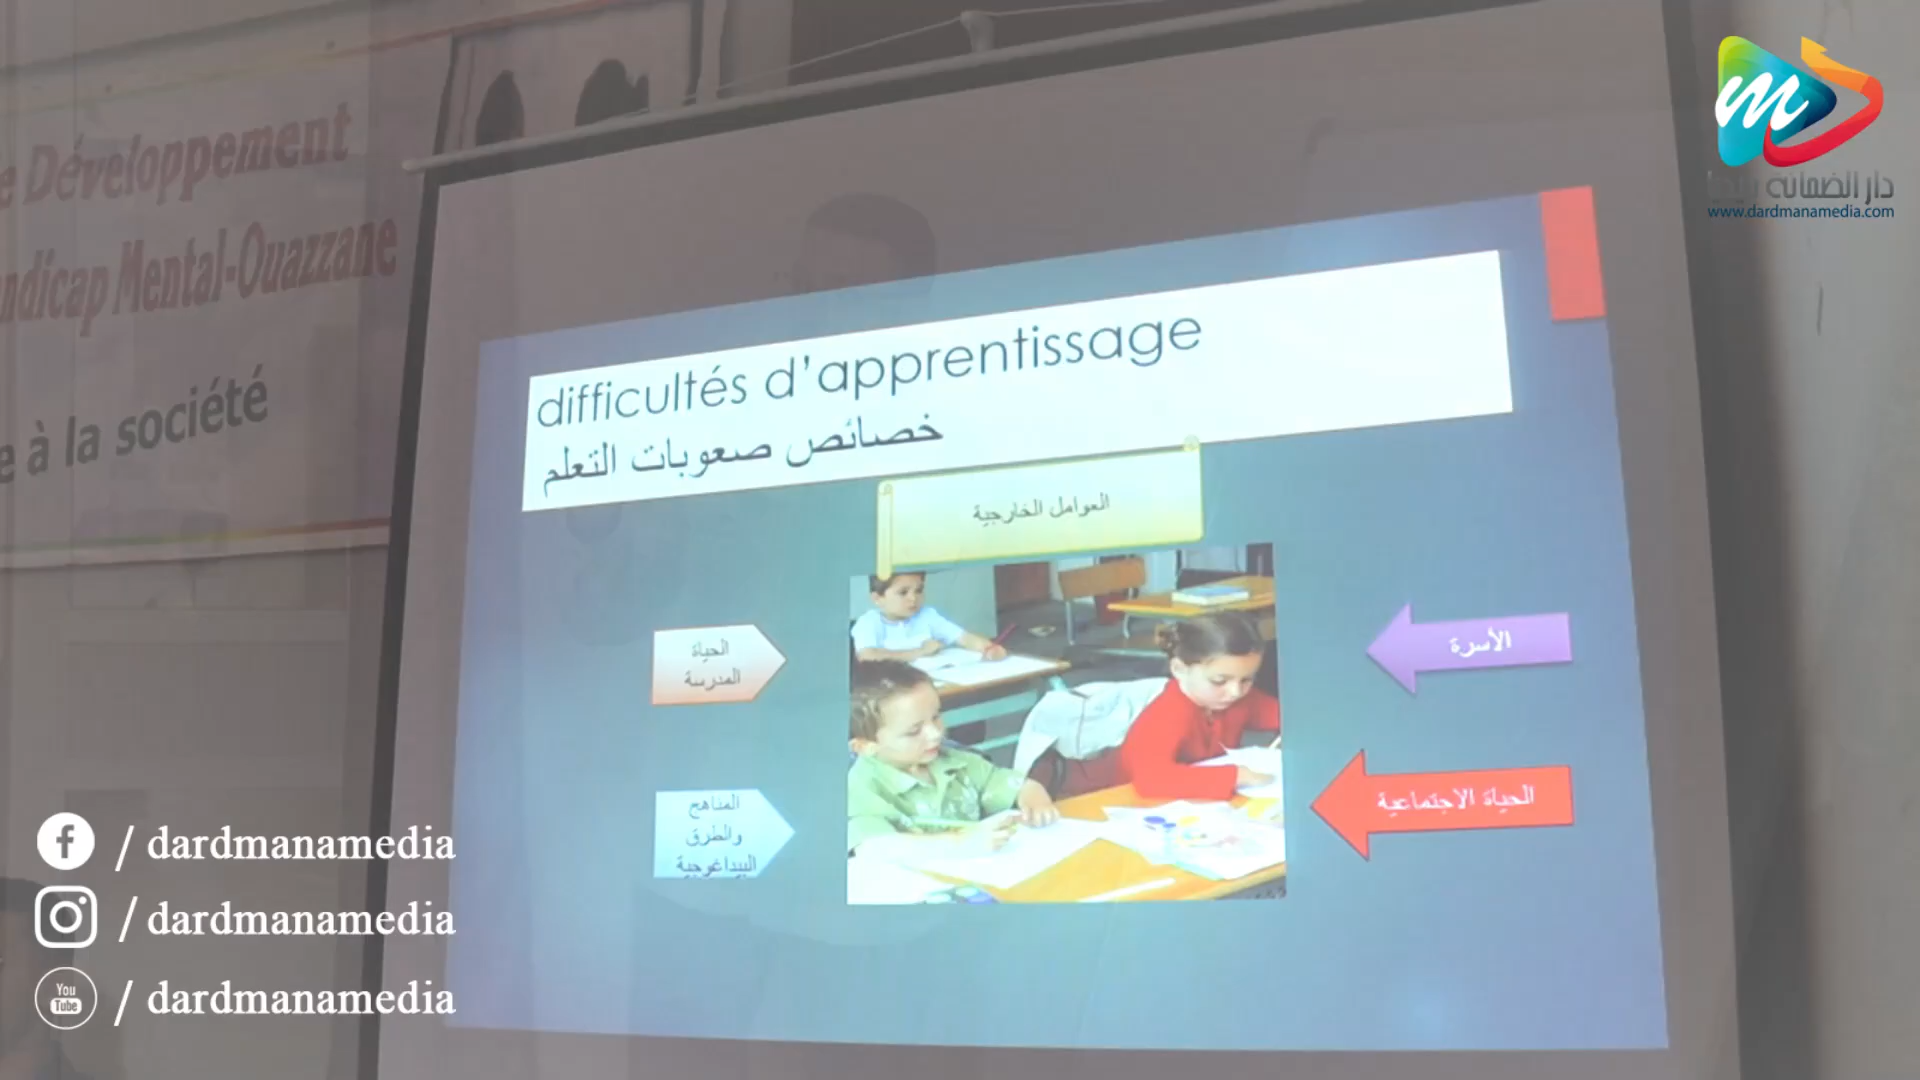 e Développement
ndicap Mental-Ouazzane
e à la société
difficultés d’apprentissage
خصائص صعوبات التعلم
العوامل الخارجية
الحياة
المدرسة
المناهج
والطرق
البيداغوجية
الأسرة
الحياة الاجتماعية
دار الضمانة
www.dardmanamedia.com
/ dardmanamedia
/ dardmanamedia
You
Tube
/ dardmanamedia